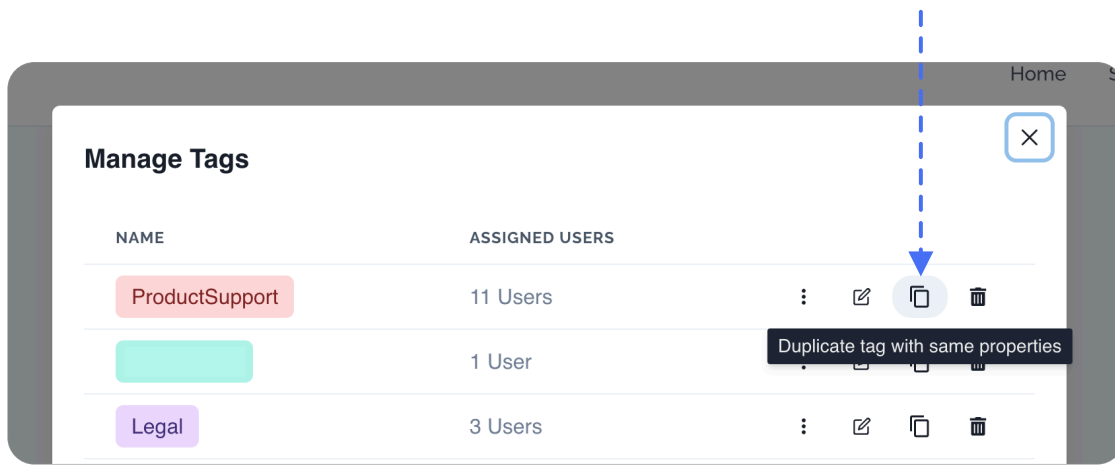 Home
Manage Tags
NAME ASSIGNED USERS
ProductSupport 11 Users
Duplicate tag with same properties
1 User
Legal 3 Users